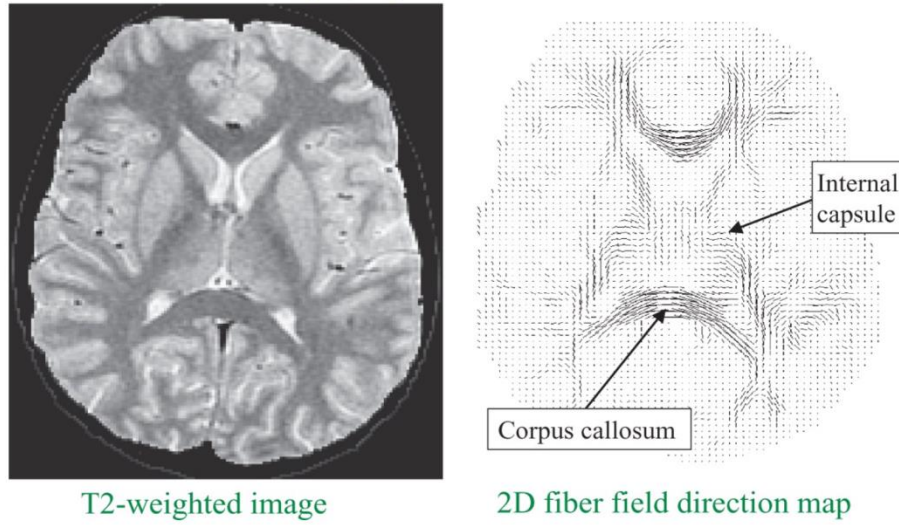 Internal
capsule
Corpus callosum
T2-weighted image
2D fiber field direction map